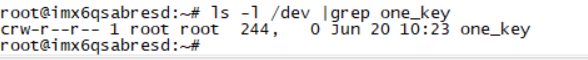 root@imx6qsabresd:~# ls -l /dev |grep one_key
crw-r--r-- 1 root root 244, 0 Jun 20 10:23 one_key
root@imx6qsabresd:~#